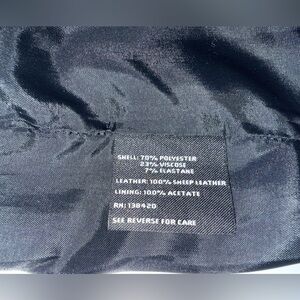 SHELL: 70% POLYESTER
23% VISCOSE
7% ELASTANE
LEATHER: 100% SHEEP LEATHER
LINING: 100% ACETATE
RN: 138420
SEE REVERSE FOR CARE